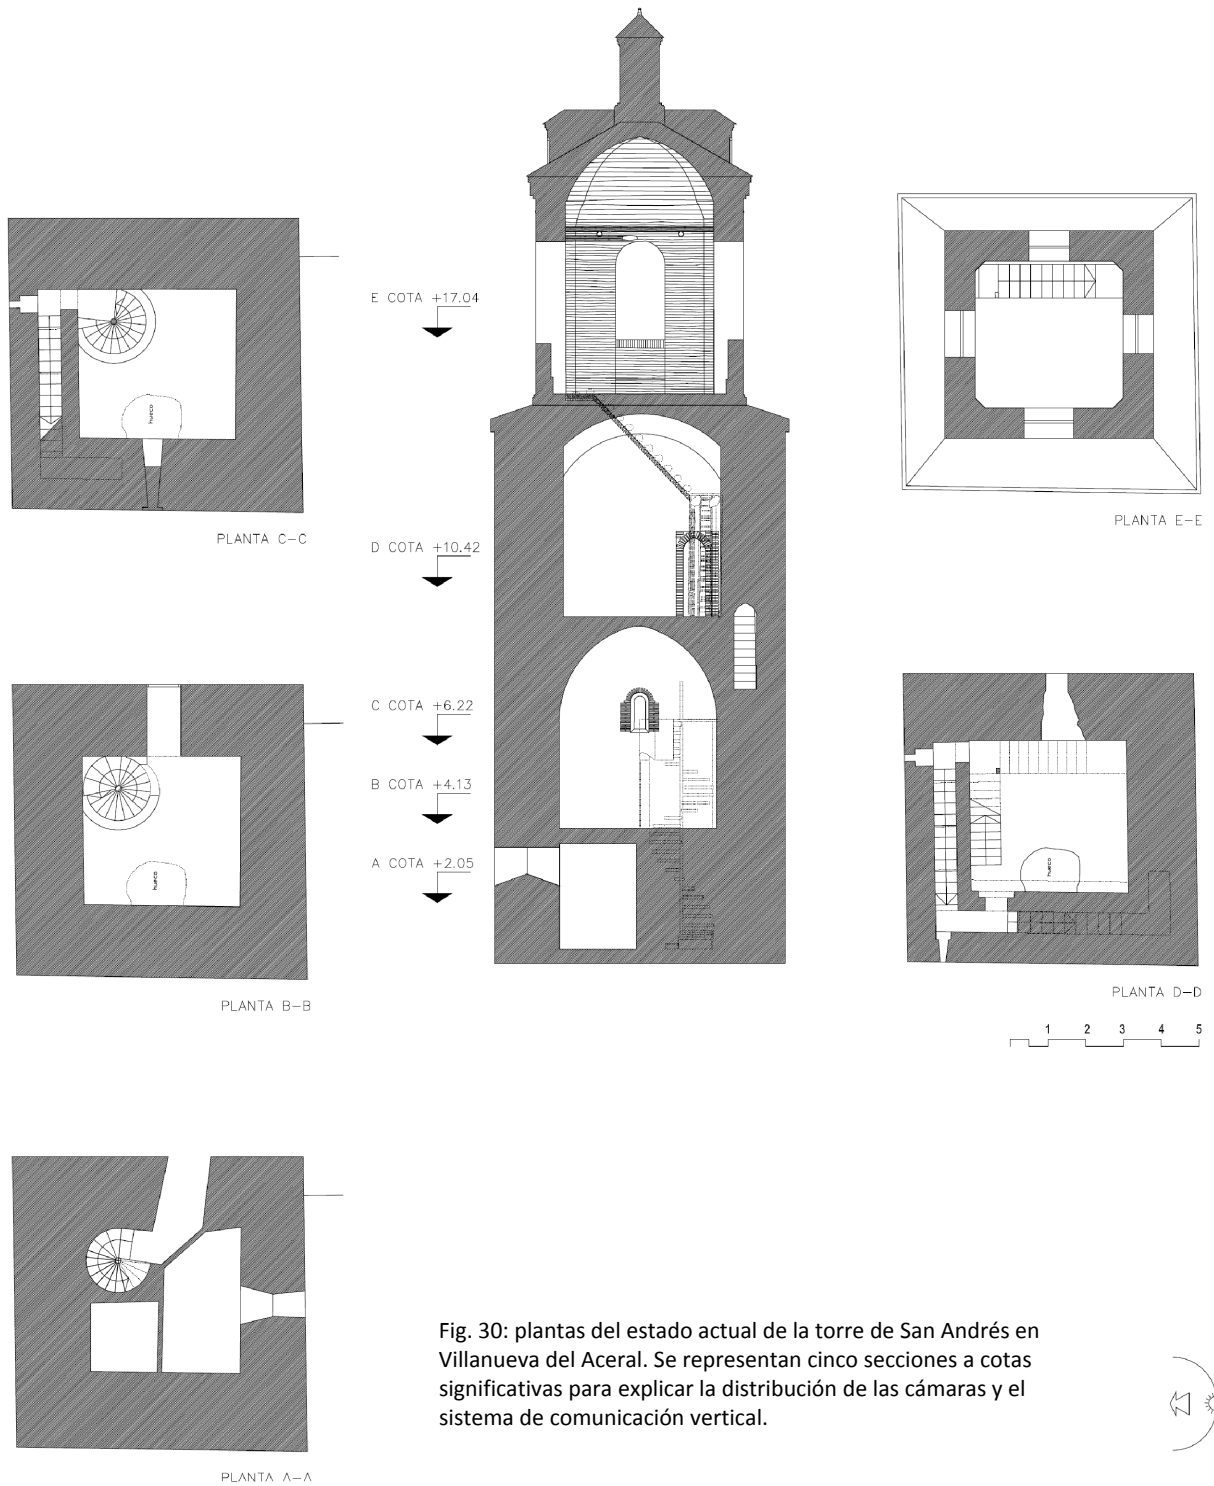 E COTA +17.04
PLANTA E-E
PLANTA C-C
hueco
D COTA +10.42
C COTA +6.22
B COTA +4.13
A COTA +2.05
hueco
PLANTA B-B
hueco
PLANTA D-D
1 2 3 4 5
PLANTA A-A
Fig. 30: plantas del estado actual de la torre de San Andrés en
Villanueva del Aceral. Se representan cinco secciones a cotas
significativas para explicar la distribución de las cámaras y el
sistema de comunicación vertical.